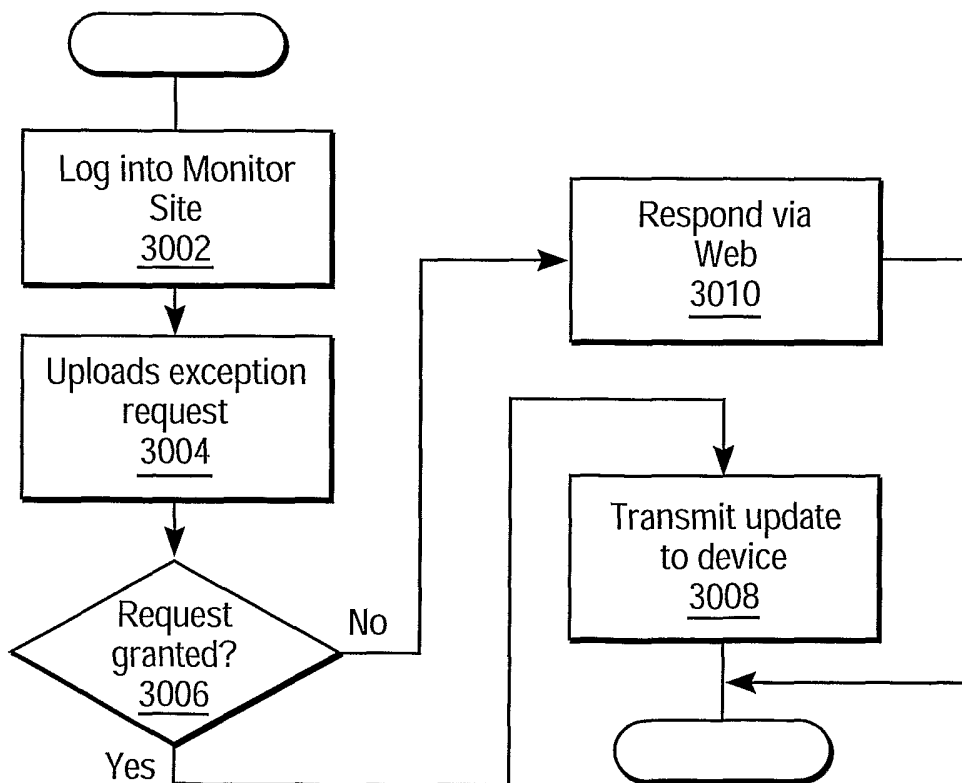 Log into Monitor
Site
3002
Uploads exception
request
3004
Request
granted?
3006
No
Yes
Respond via
Web
3010
Transmit update
to device
3008